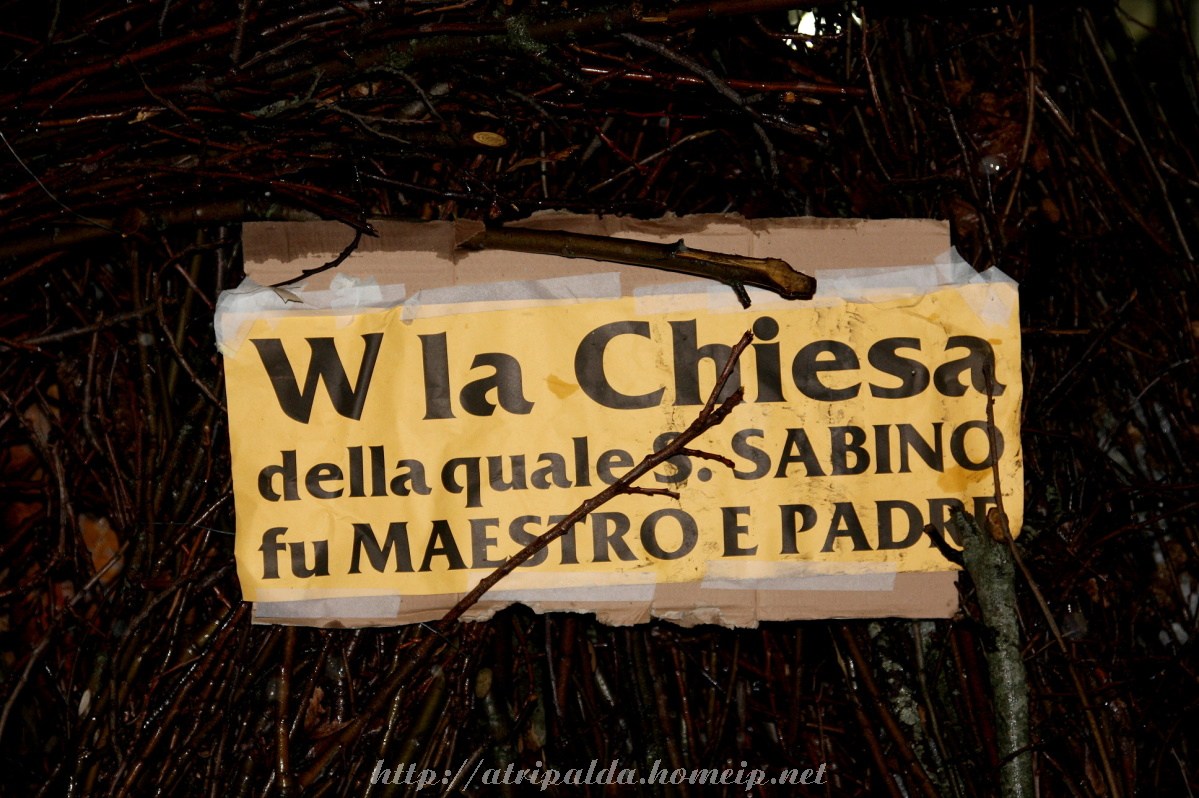 W la Chiesa
della quale S. SABINO
fu MAESTRO E PADRE
http://atripalda.homeip.net